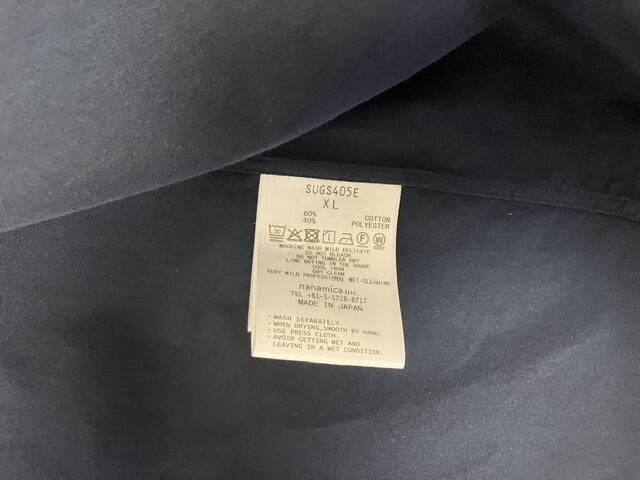 SUGS405E
XL
60% COTTON
40% POLYESTER
30
MACHINE WASH MILD DELICATE
DO NOT BLEACH
DO NOT TUMBLE DRY
LINE DRYING IN THE SHADE
COOL IRON
DRY CLEAN
VERY MILD PROFESSIONAL WET-CLEANING
nanamica inc.
TEL +81-3-5728-8717
MADE IN JAPAN
・WASH SEPARATELY.
・WHEN DRYING,SMOOTH BY HAND.
・USE PRESS CLOTH.
・AVOID GETTING WET AND
LEAVING IN A WET CONDITION.